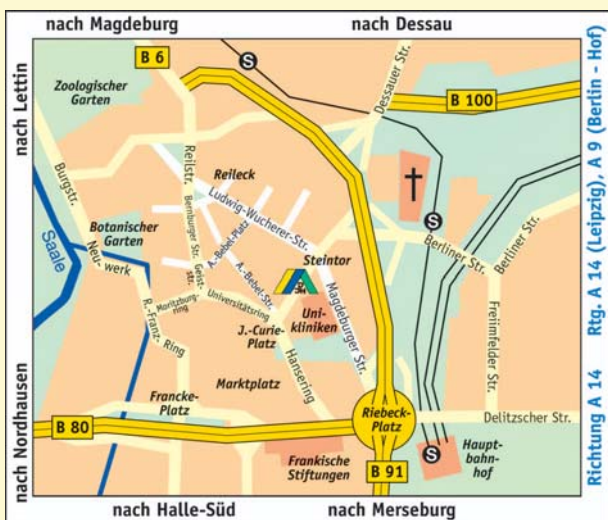 nach Magdeburg
nach Dessau
nach Lettin
nach Nordhausen
Rtg. A 14 (Leipzig), A 9 (Berlin - Hof)
Richtung A 14
B 6
S
Zoologischer
Garten
Dessauer Str.
B 100
Burgstr.
Reilstr.
Reileck
Ludwig-Wucherer-Str.
Saale
Botanischer
Garten
Neu-
werk
Bernburger Str.
A.-Bebel-Platz
A.-Bebel-Str.
Geist-
str.
Steintor
S
Berliner Str.
Berliner Str.
Moritzburg-
ring
Universitätsring
R.-Frans.-Ring
Uni-
kliniken
Magdeburger Str.
J.-Curie-
Platz
Hansering
Freiimfelder Str.
Marktplatz
Francke-
Platz
Riebeck-
Platz
Delitzscher Str.
B 80
Frankische
Stiftungen
B 91
S
Haupt-
bahn-
hof
nach Halle-Süd
nach Merseburg